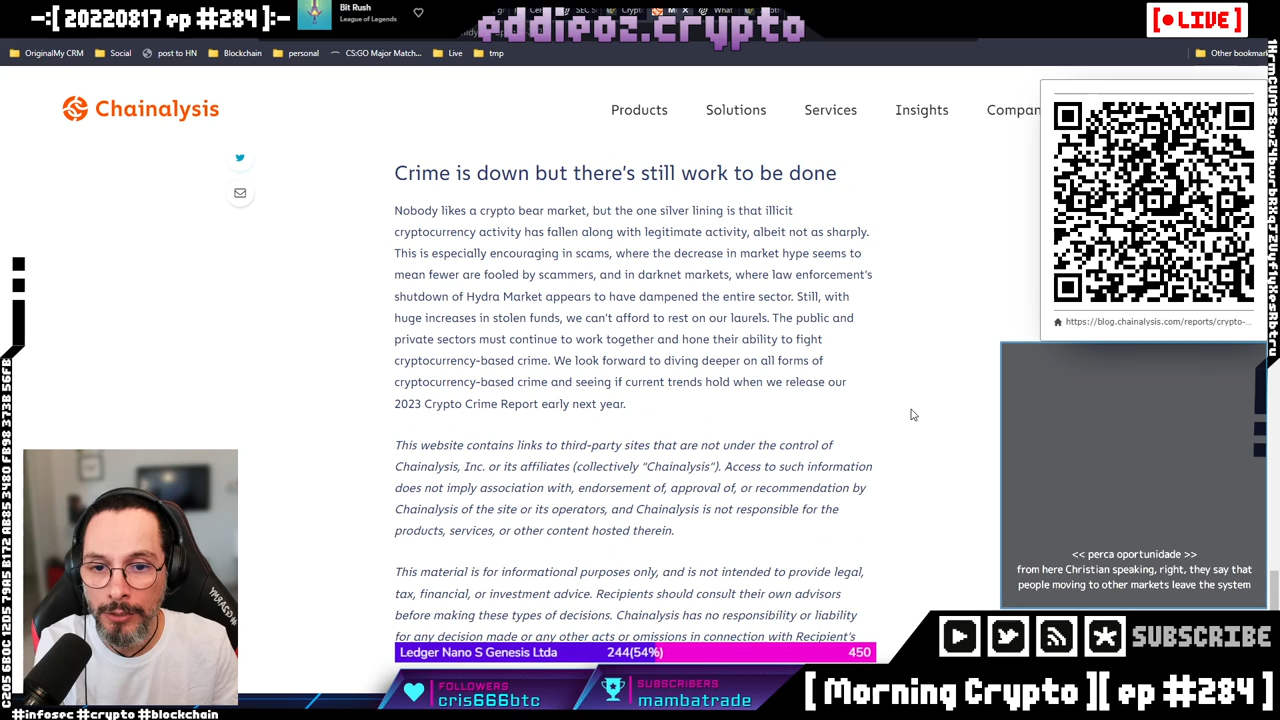 -:[ 20220817 ep #284 ]:-
Bit Rush
League of Legends
eddieoz.crypto
[ LIVE ]
OriginalMy CRM
Social
post to HN
Blockchain
personal
CS:GO Major Match...
Live
tmp
Other bookmar
Chainalysis
Products
Solutions
Services
Insights
Compan
Crime is down but there's still work to be done
Nobody likes a crypto bear market, but the one silver lining is that illicit
cryptocurrency activity has fallen along with legitimate activity, albeit not as sharply.
This is especially encouraging in scams, where the decrease in market hype seems to
mean fewer are fooled by scammers, and in darknet markets, where law enforcement's
shutdown of Hydra Market appears to have dampened the entire sector. Still, with
huge increases in stolen funds, we can't afford to rest on our laurels. The public and
private sectors must continue to work together and hone their ability to fight
cryptocurrency-based crime. We look forward to diving deeper on all forms of
cryptocurrency-based crime and seeing if current trends hold when we release our
2023 Crypto Crime Report early next year.
This website contains links to third-party sites that are not under the control of
Chainalysis, Inc. or its affiliates (collectively "Chainalysis"). Access to such information
does not imply association with, endorsement of, approval of, or recommendation by
Chainalysis of the site or its operators, and Chainalysis is not responsible for the
products, services, or other content hosted therein.
This material is for informational purposes only, and is not intended to provide legal,
tax, financial, or investment advice. Recipients should consult their own advisors
before making these types of decisions. Chainalysis has no responsibility or liability
for any decision made or any other acts or omissions in connection with Recipient's
https://blog.chainalysis.com/reports/crypto-...
<< perca oportunidade >>
from here Christian speaking, right, they say that
people moving to other markets leave the system
Ledger Nano S Genesis Ltda
244(54%)
450
FOLLOWERS
cris666btc
SUBSCRIBERS
mambatrade
SUBSCRIBE
[ Morning Crypto ][ ep #284 ]
#infosec #crypto #blockchain